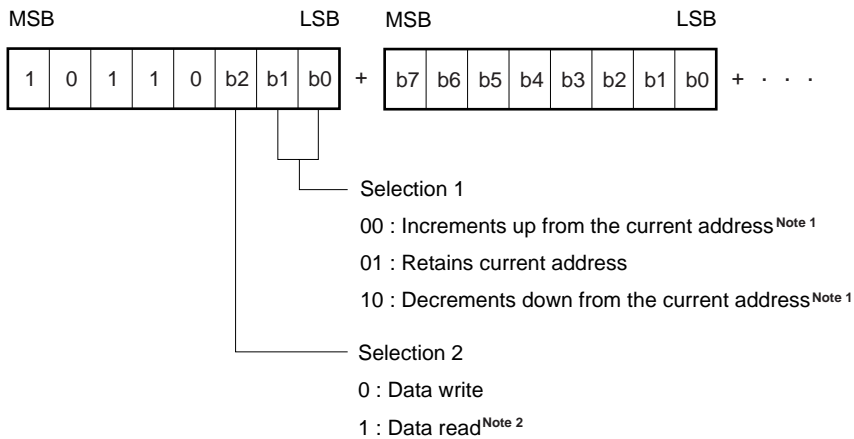 MSB LSB MSB LSB
1 0 1 1 0 b2 b1 b0 + b7 b6 b5 b4 b3 b2 b1 b0 + · · ·
Selection 1
00 : Increments up from the current address Note 1
01 : Retains current address
10 : Decrements down from the current address Note 1
Selection 2
0 : Data write
1 : Data read Note 2